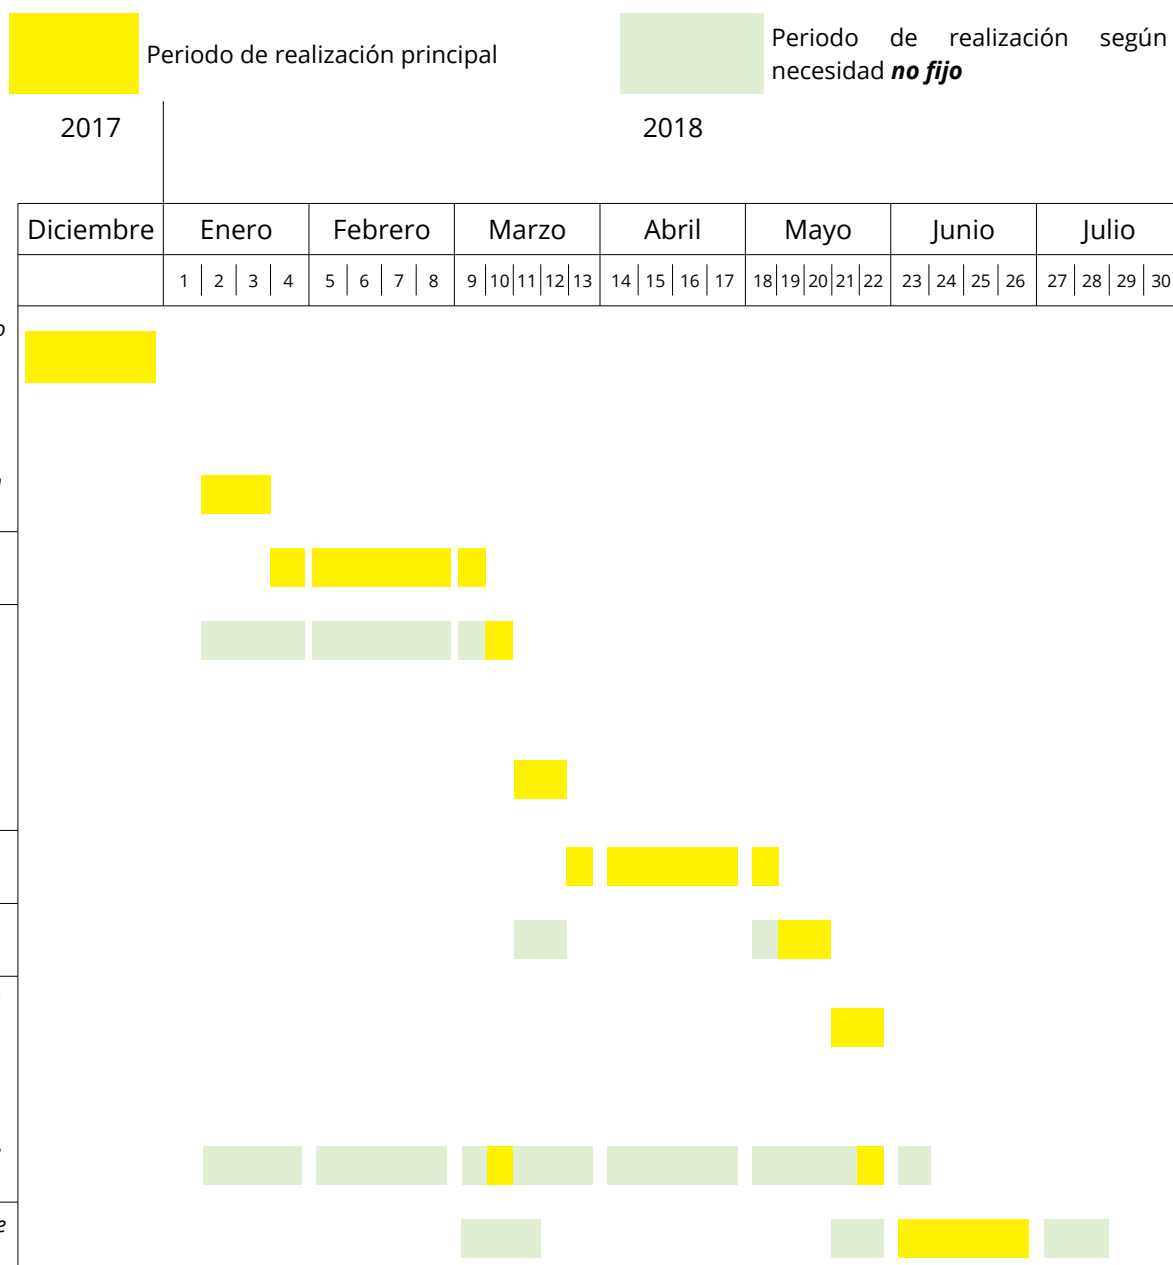 Periodo de realización principal
Periodo de realización según
necesidad no fijo
2017 2018
Diciembre Enero Febrero Marzo Abril Mayo Junio Julio
1 2 3 4 5 6 7 8 9 10 11 12 13 14 15 16 17 18 19 20 21 22 23 24 25 26 27 28 29 30